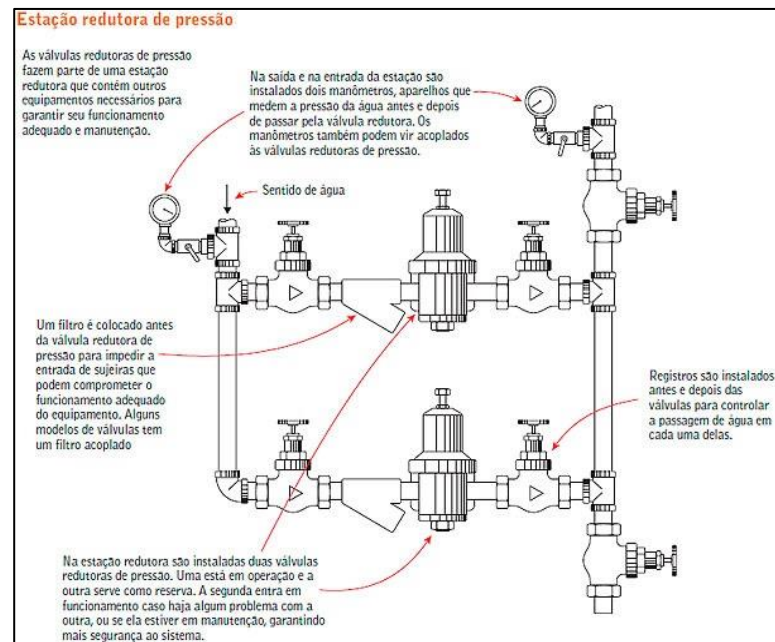 Estação redutora de pressão
As válvulas redutoras de pressão
fazem parte de uma estação
redutora que contém outros
equipamentos necessários para
garantir seu funcionamento
adequado e manutenção.
Na saída e na entrada da estação são
instalados dois manômetros, aparelhos que
medem a pressão da água antes e depois
de passar pela válvula redutora. Os
manômetros também podem vir acoplados
às válvulas redutoras de pressão.
Sentido de água
Um filtro é colocado antes
da válvula redutora de
pressão para impedir a
entrada de sujeiras que
podem comprometer o
funcionamento adequado
do equipamento. Alguns
modelos de válvulas tem
um filtro acoplado
Registros são instalados
antes e depois das
válvulas para controlar
a passagem de água em
cada uma delas.
Na estação redutora são instaladas duas válvulas
redutoras de pressão. Uma está em operação e a
outra serve como reserva. A segunda entra em
funcionamento caso haja algum problema com a
outra, ou se ela estiver em manutenção, garantindo
mais segurança ao sistema.